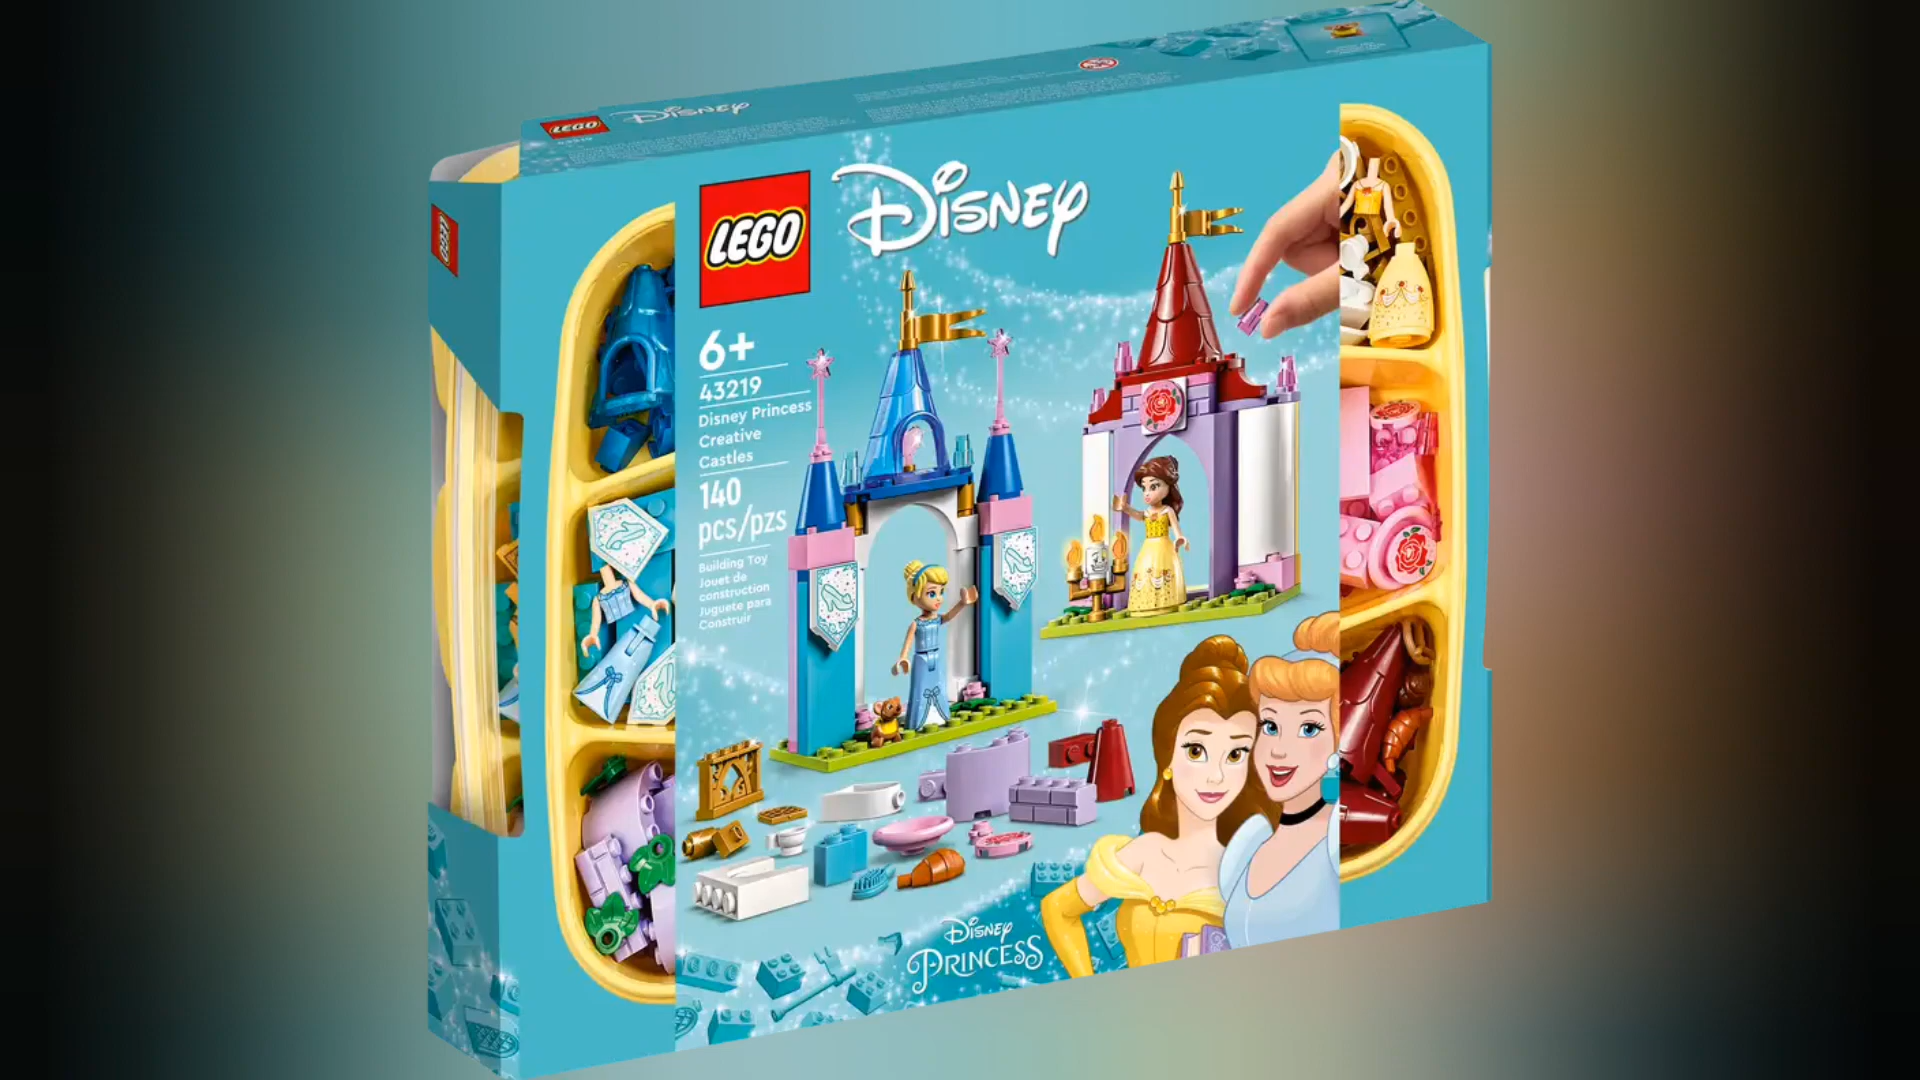 LEGO
Disney
LEGO
LEGO
Disney
6+
43219
Disney Princess
Creative
Castles
140
pcs/pzs
Building Toy
Jouet de
construction
Juguete para
Construir
Disney
PRINCESS